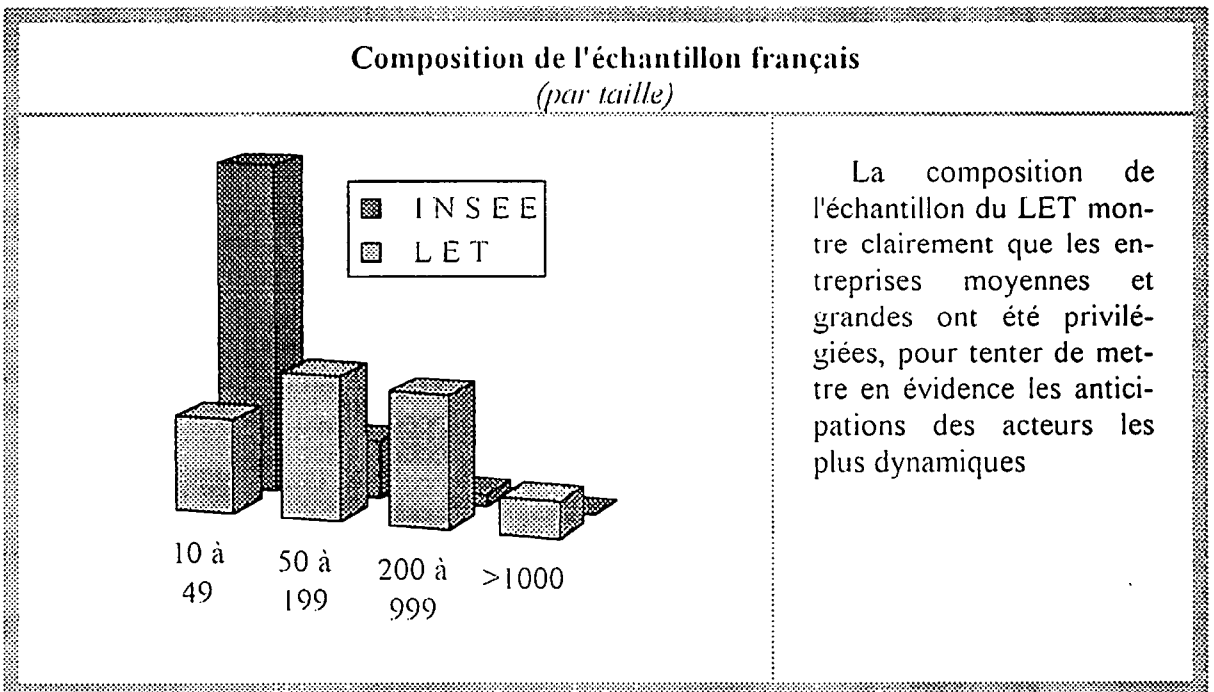 Composition de l'échantillon français
(par taille)
INSEE
LET
10 à
49
50 à
199
200 à
999
>1000
La composition de
l'échantillon du LET mon-
tre clairement que les en-
treprises moyennes et
grandes ont été privilé-
giées, pour tenter de met-
tre en évidence les antici-
pations des acteurs les
plus dynamiques